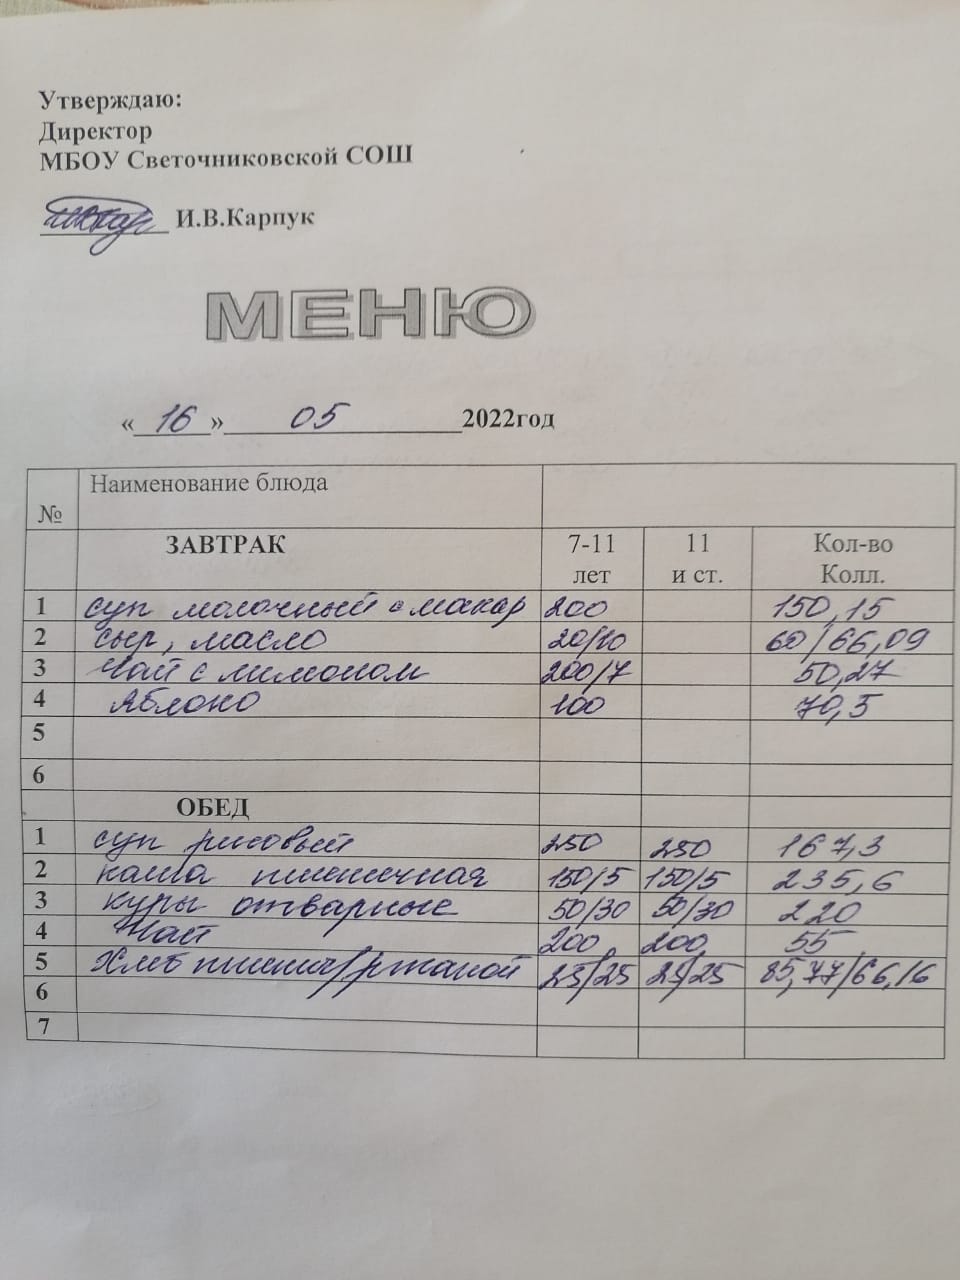 Утверждаю:
Директор
МБОУ Светочниковской СОШ
И.В.Карпук
МЕНЮ
« 16 » 05 2022год
№ Наименование блюда
ЗАВТРАК 7-11 лет 11 и ст. Кол-во Колл.
1 суп молочный с макар 200 150,15
2 сыр, масло 20/10 60/66,09
3 Чай с лимоном 200/7 50,27
4 Яблоко 100 70,5
5
6
ОБЕД
1 суп рисовый 250 250 167,3
2 каша пшеничная 150/5 150/5 235,6
3 куры отварные 50/30 50/30 220
4 Чай 200 200 55
5 Хлеб пшенич/ржаной 25/25 25/25 85,77/66,16
6
7